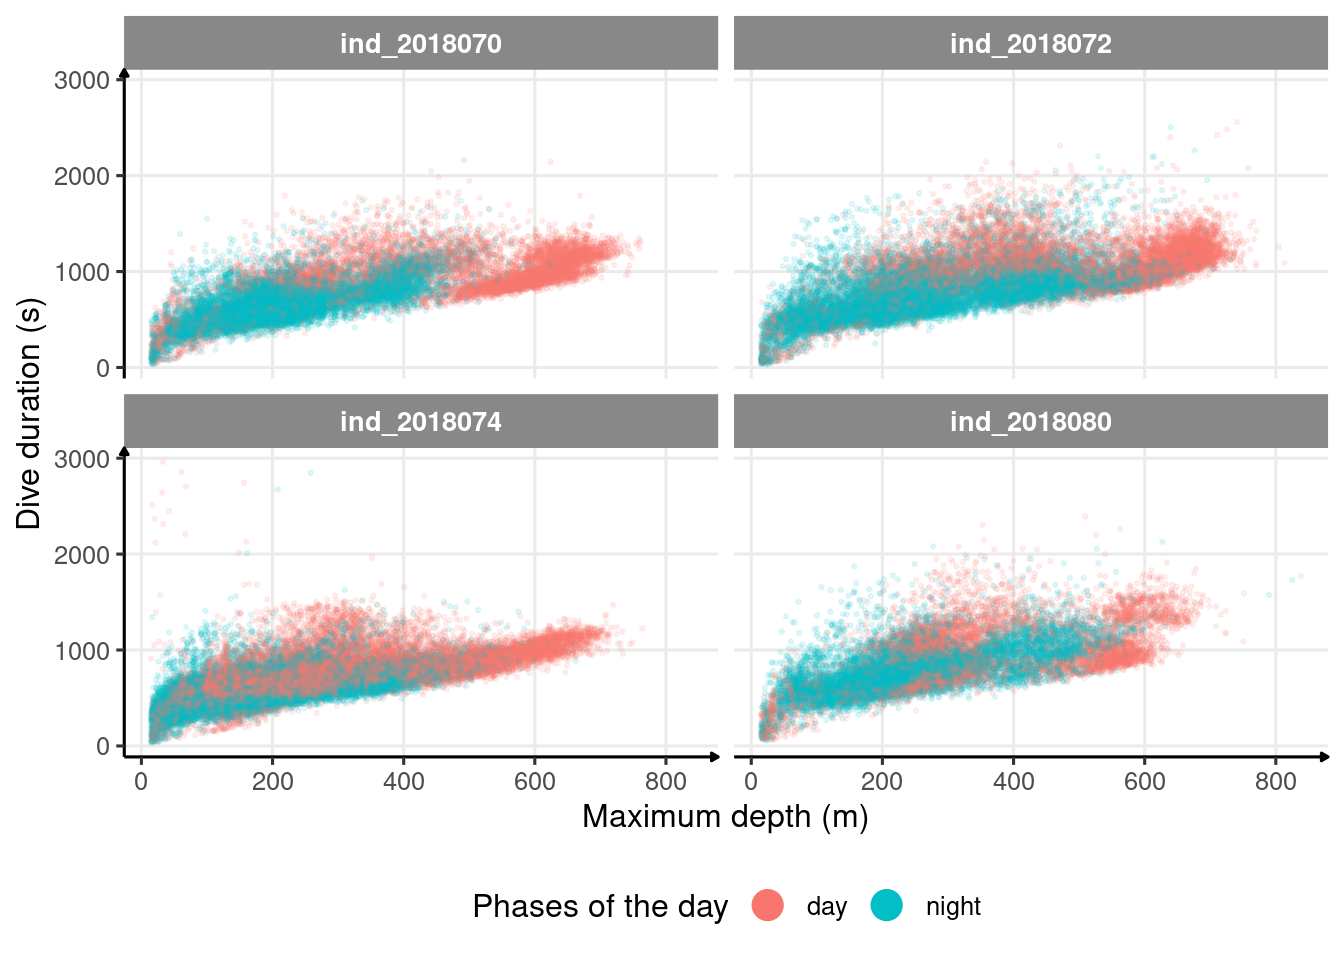 ind_2018070
ind_2018072
3000
2000
1000
0
ind_2018074
ind_2018080
3000
2000
1000
0
0 200 400 600 800
0 200 400 600 800
Dive duration (s)
Maximum depth (m)
Phases of the day day night